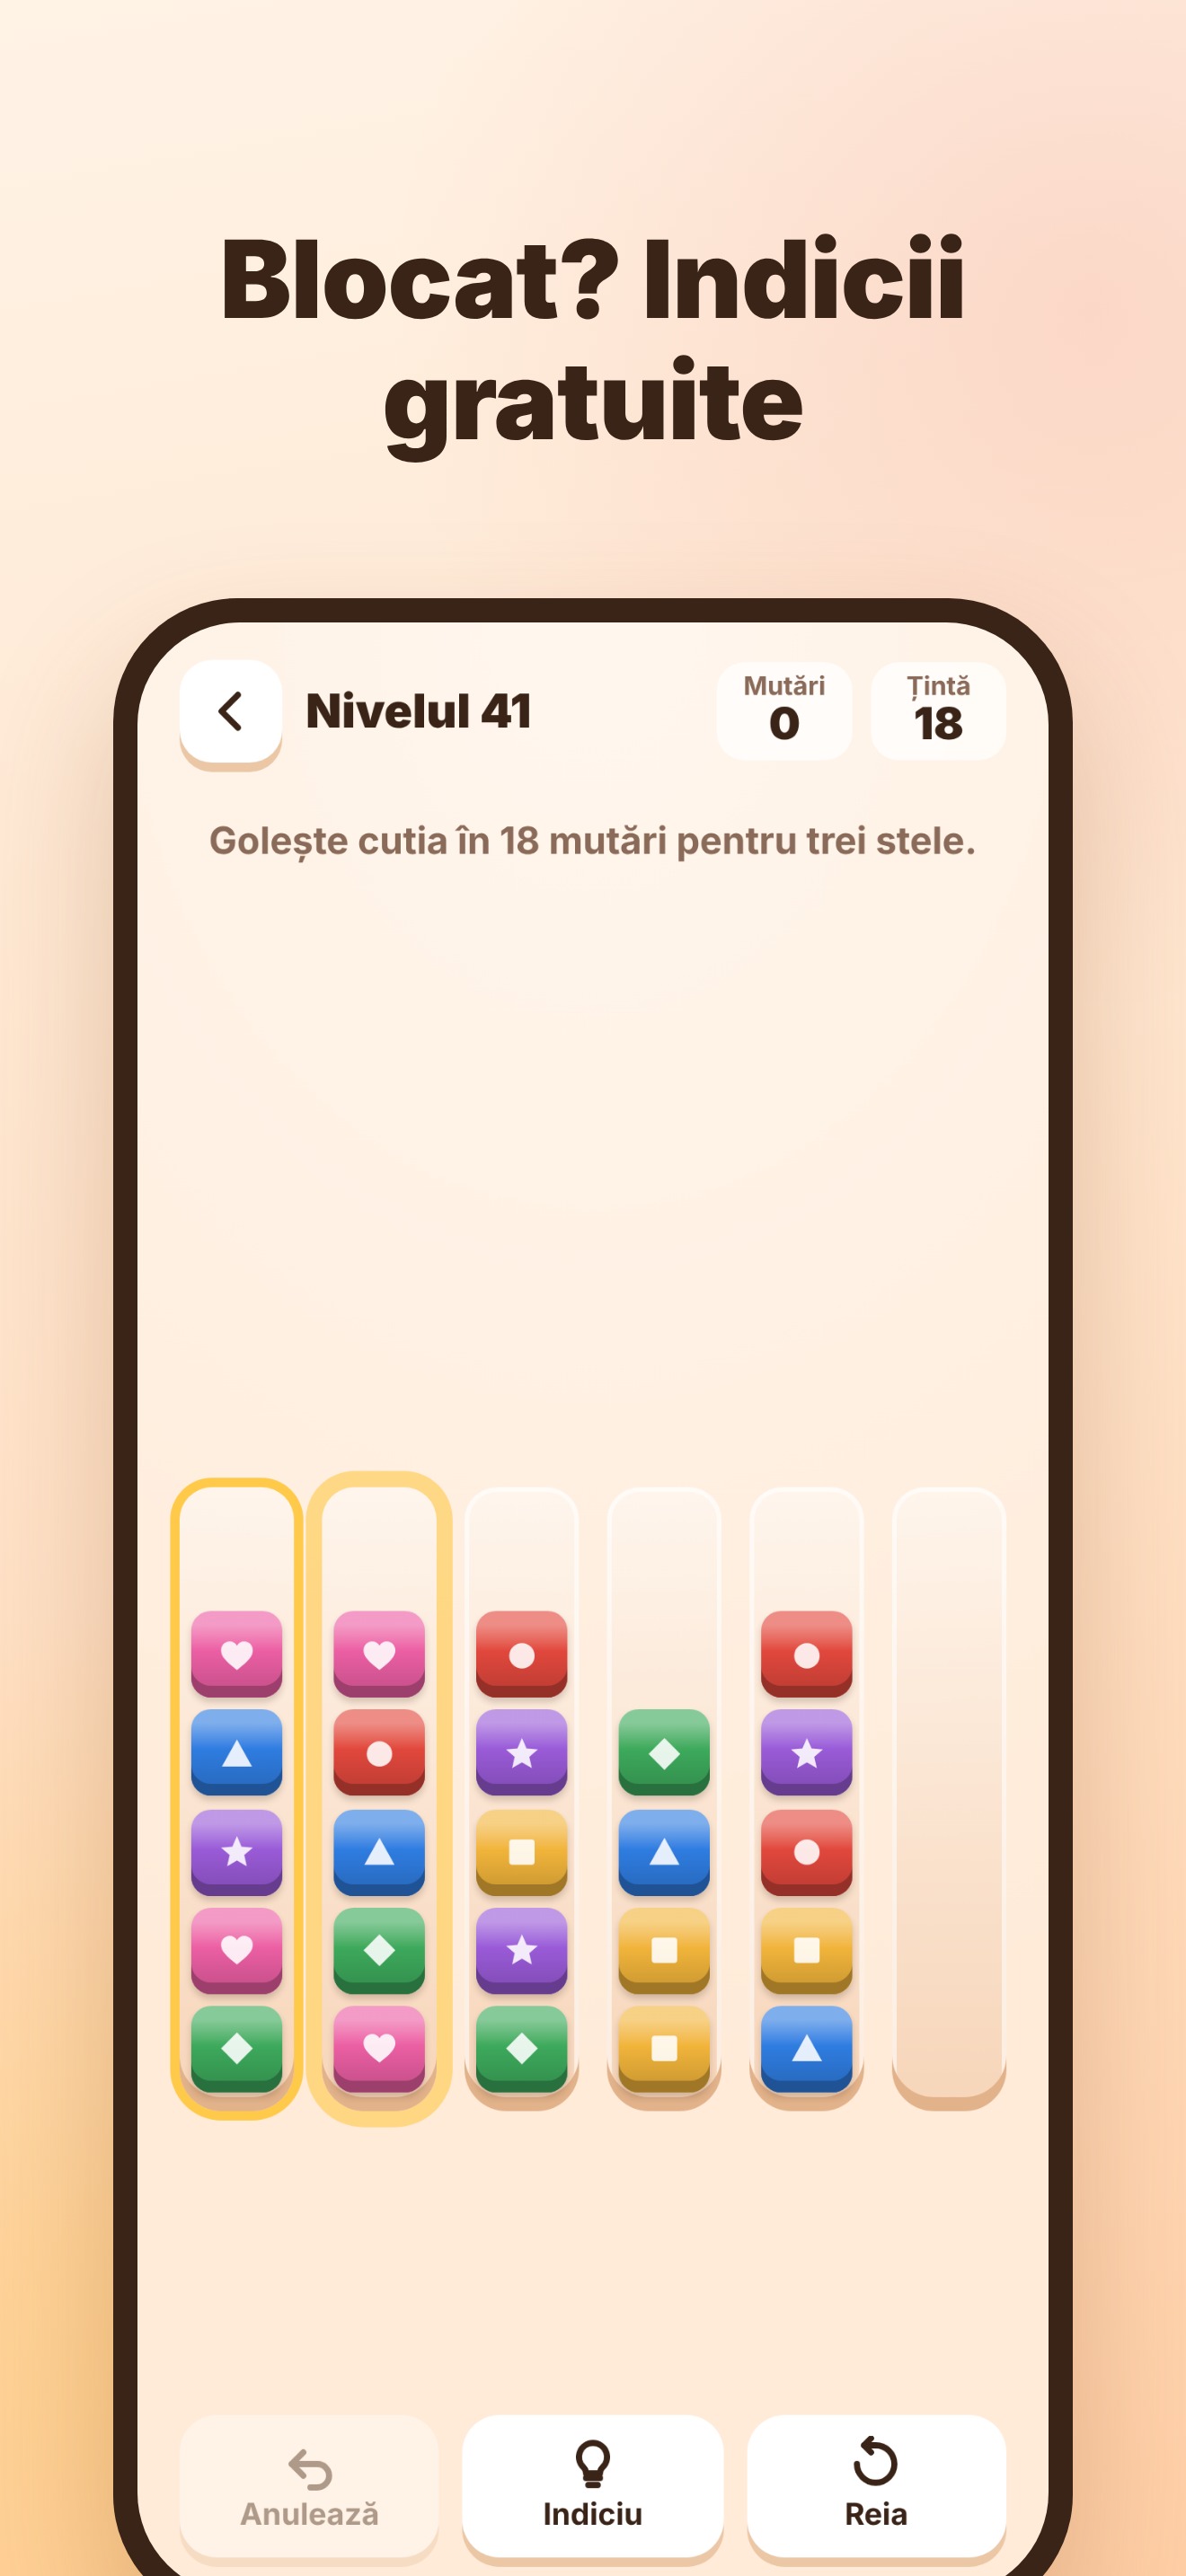 Blocat? Indicii
gratuite
Nivelul 41
Mutări
0
Țintă
18
Golește cutia în 18 mutări pentru trei stele.
Anulează
Indiciu
Reia